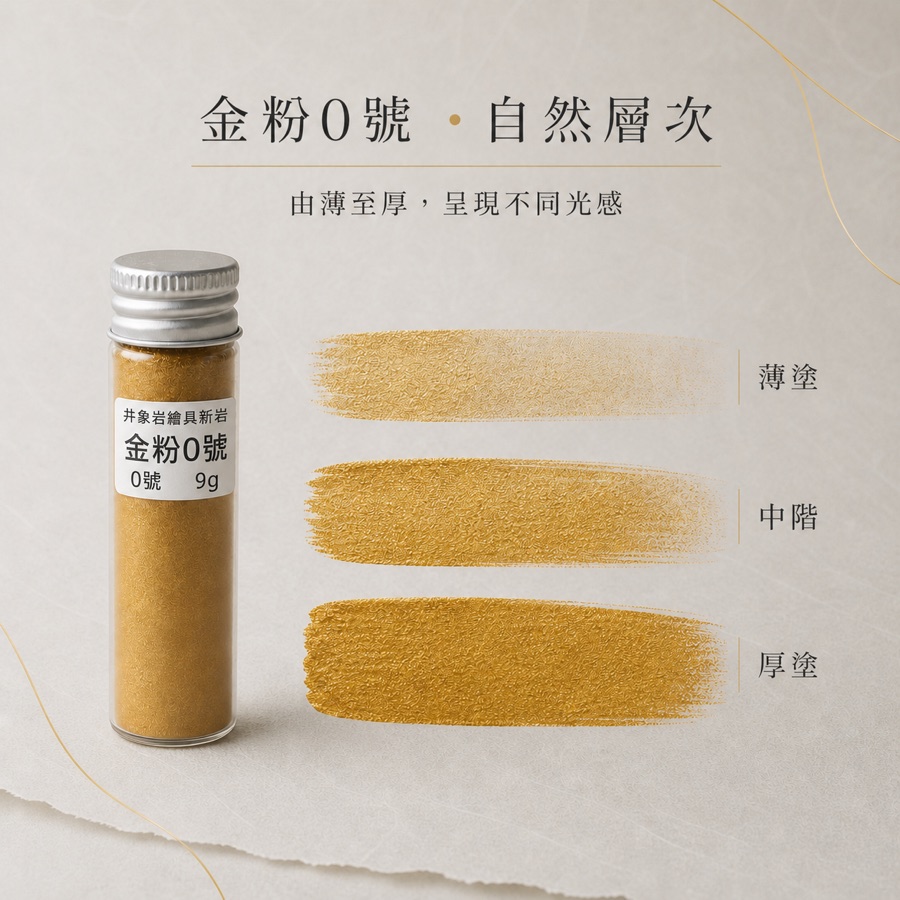 金粉0號・自然層次
由薄至厚，呈現不同光感
井象岩繪具新岩
金粉0號
0號 9g
薄塗
中階
厚塗